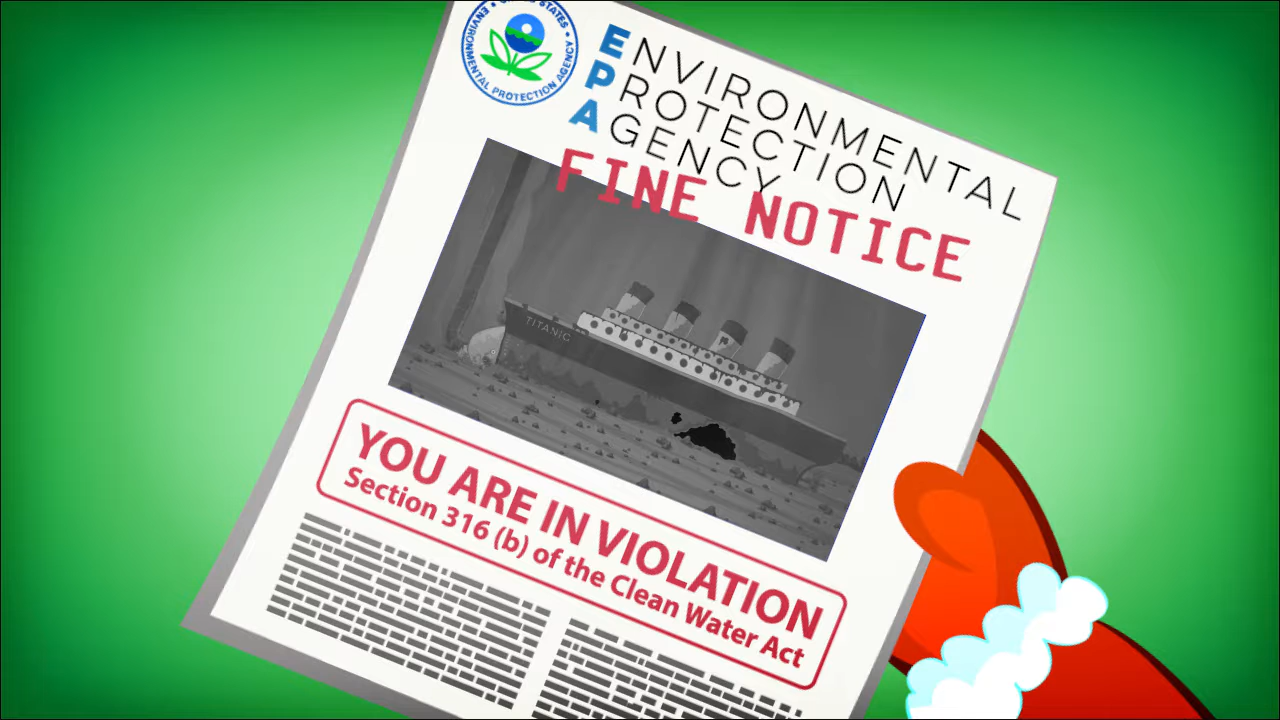 UNITED STATES
ENVIRONMENTAL PROTECTION AGENCY
ENVIRONMENTAL
PROTECTION
AGENCY
FINE NOTICE
TITANIC
YOU ARE IN VIOLATION
Section 316 (b) of the Clean Water Act